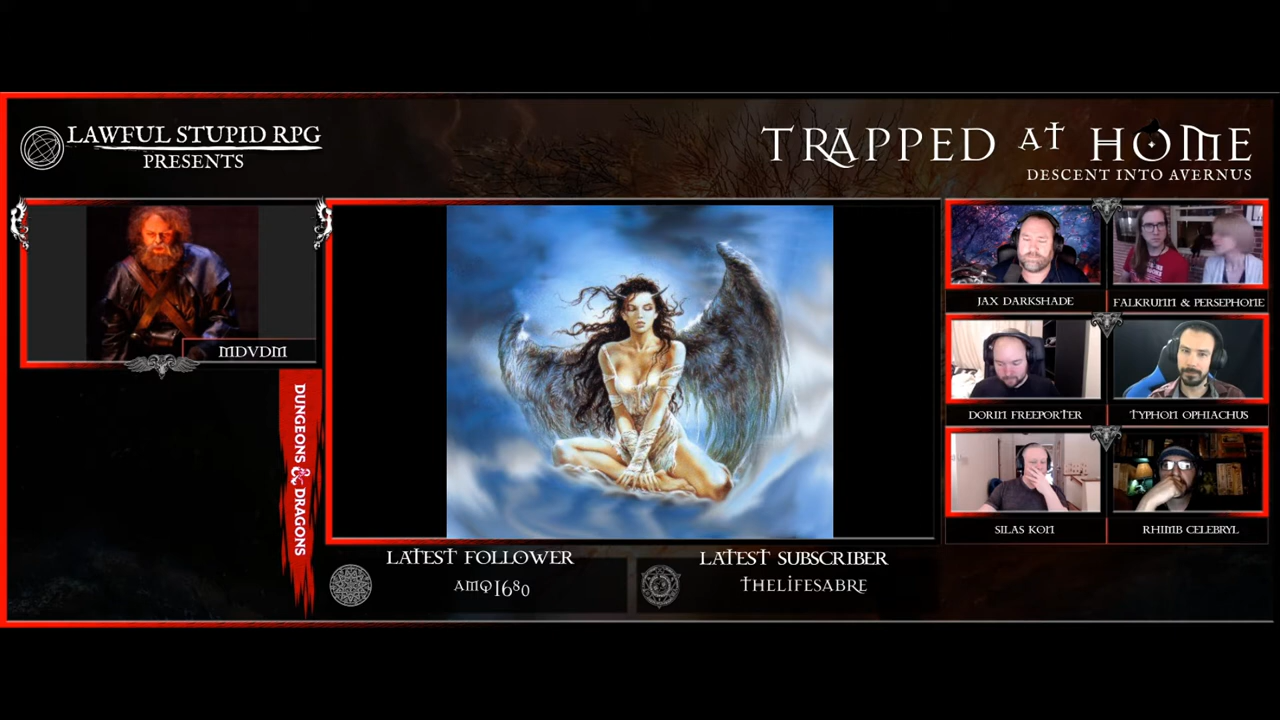 LAWFUL STUPID RPG
PRESENTS
TRAPPED AT HOME
DESCENT INTO AVERNUS
MDVDM
DUNGEONS & DRAGONS
JAX DARKSHADE
FALKRUNN & PERSEPHONE
DORIN FREEPORTER
TYPHON OPHIACHUS
SILAS KON
RHIMB CELEBRYL
LATEST FOLLOWER
AMQ1680
LATEST SUBSCRIBER
THELIFESABRE